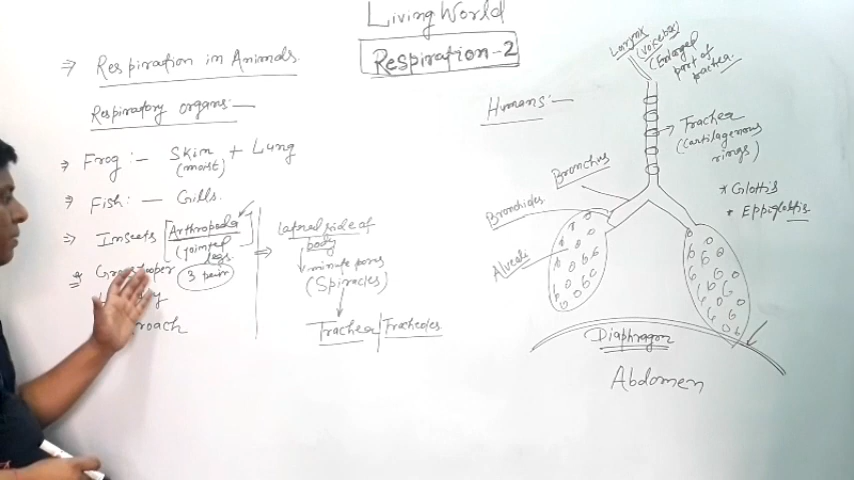 Living World
Respiration-2
⇒ Respiration in Animals.
Respiratory organs:—
⇒ Frog :— Skin + Lung
(moist)
⇒ Fish: — Gills.
⇒ Insects [Arthropoda
(jointed legs.]
3 pair
⇒ lateral side of
body
minute pores
(Spiracles)
Trachea/Tracheoles
roach
Humans:—
Larynx
(voicebox)
(Enlarged
part of
Trachea
(Cartilagenous
rings)
* Glottis
* Eppiglottis
Bronchus
Bronchioles
Alveoli
Diaphragm
Abdomen